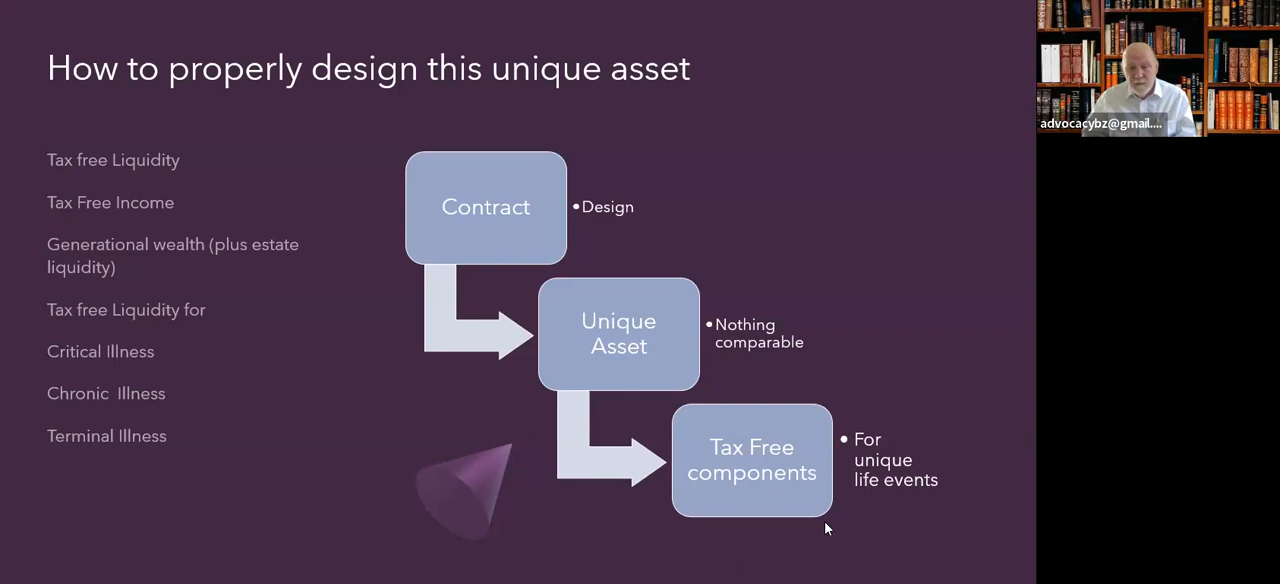 How to properly design this unique asset
Tax free Liquidity
Tax Free Income
Generational wealth (plus estate
liquidity)
Tax free Liquidity for
Critical Illness
Chronic  Illness
Terminal Illness
Contract
•Design
Unique
Asset
•Nothing
comparable
Tax Free
components
• For
unique
life events
advocacybz@gmail....